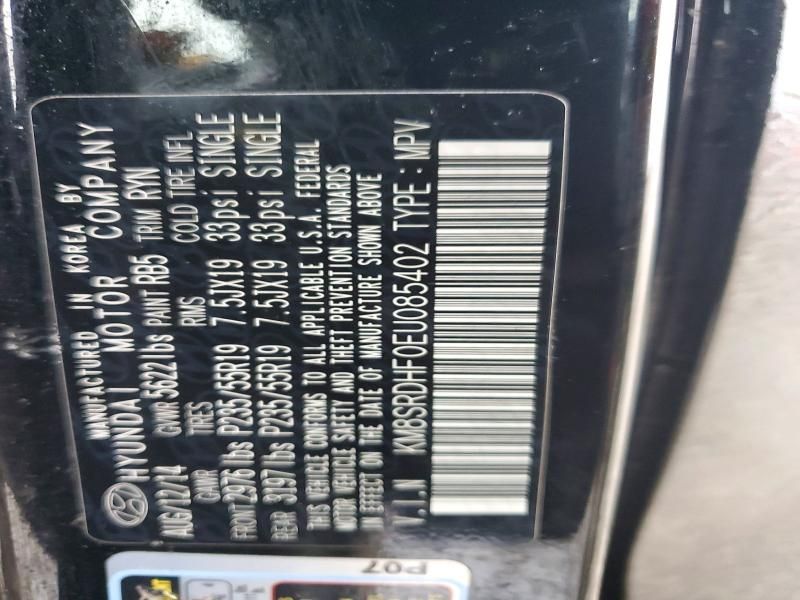 MANUFACTURED IN KOREA BY
HYUNDAI MOTOR COMPANY
AUG/12/14 GVWR 5622 lbs PAINT RB5 TRIM RYN
GAWR TIRES RIMS COLD TIRE INFL
FRONT 2976 lbs P235/55R19 7.5JX19 33psi SINGLE
REAR 3197 lbs P235/55R19 7.5JX19 33psi SINGLE
THIS VEHICLE CONFORMS TO ALL APPLICABLE U.S.A. FEDERAL
MOTOR VEHICLE SAFETY AND THEFT PREVENTION STANDARDS
IN EFFECT ON THE DATE OF MANUFACTURE SHOWN ABOVE
V.I.N KM8SRDHF0EU085402 TYPE : MPV
P07